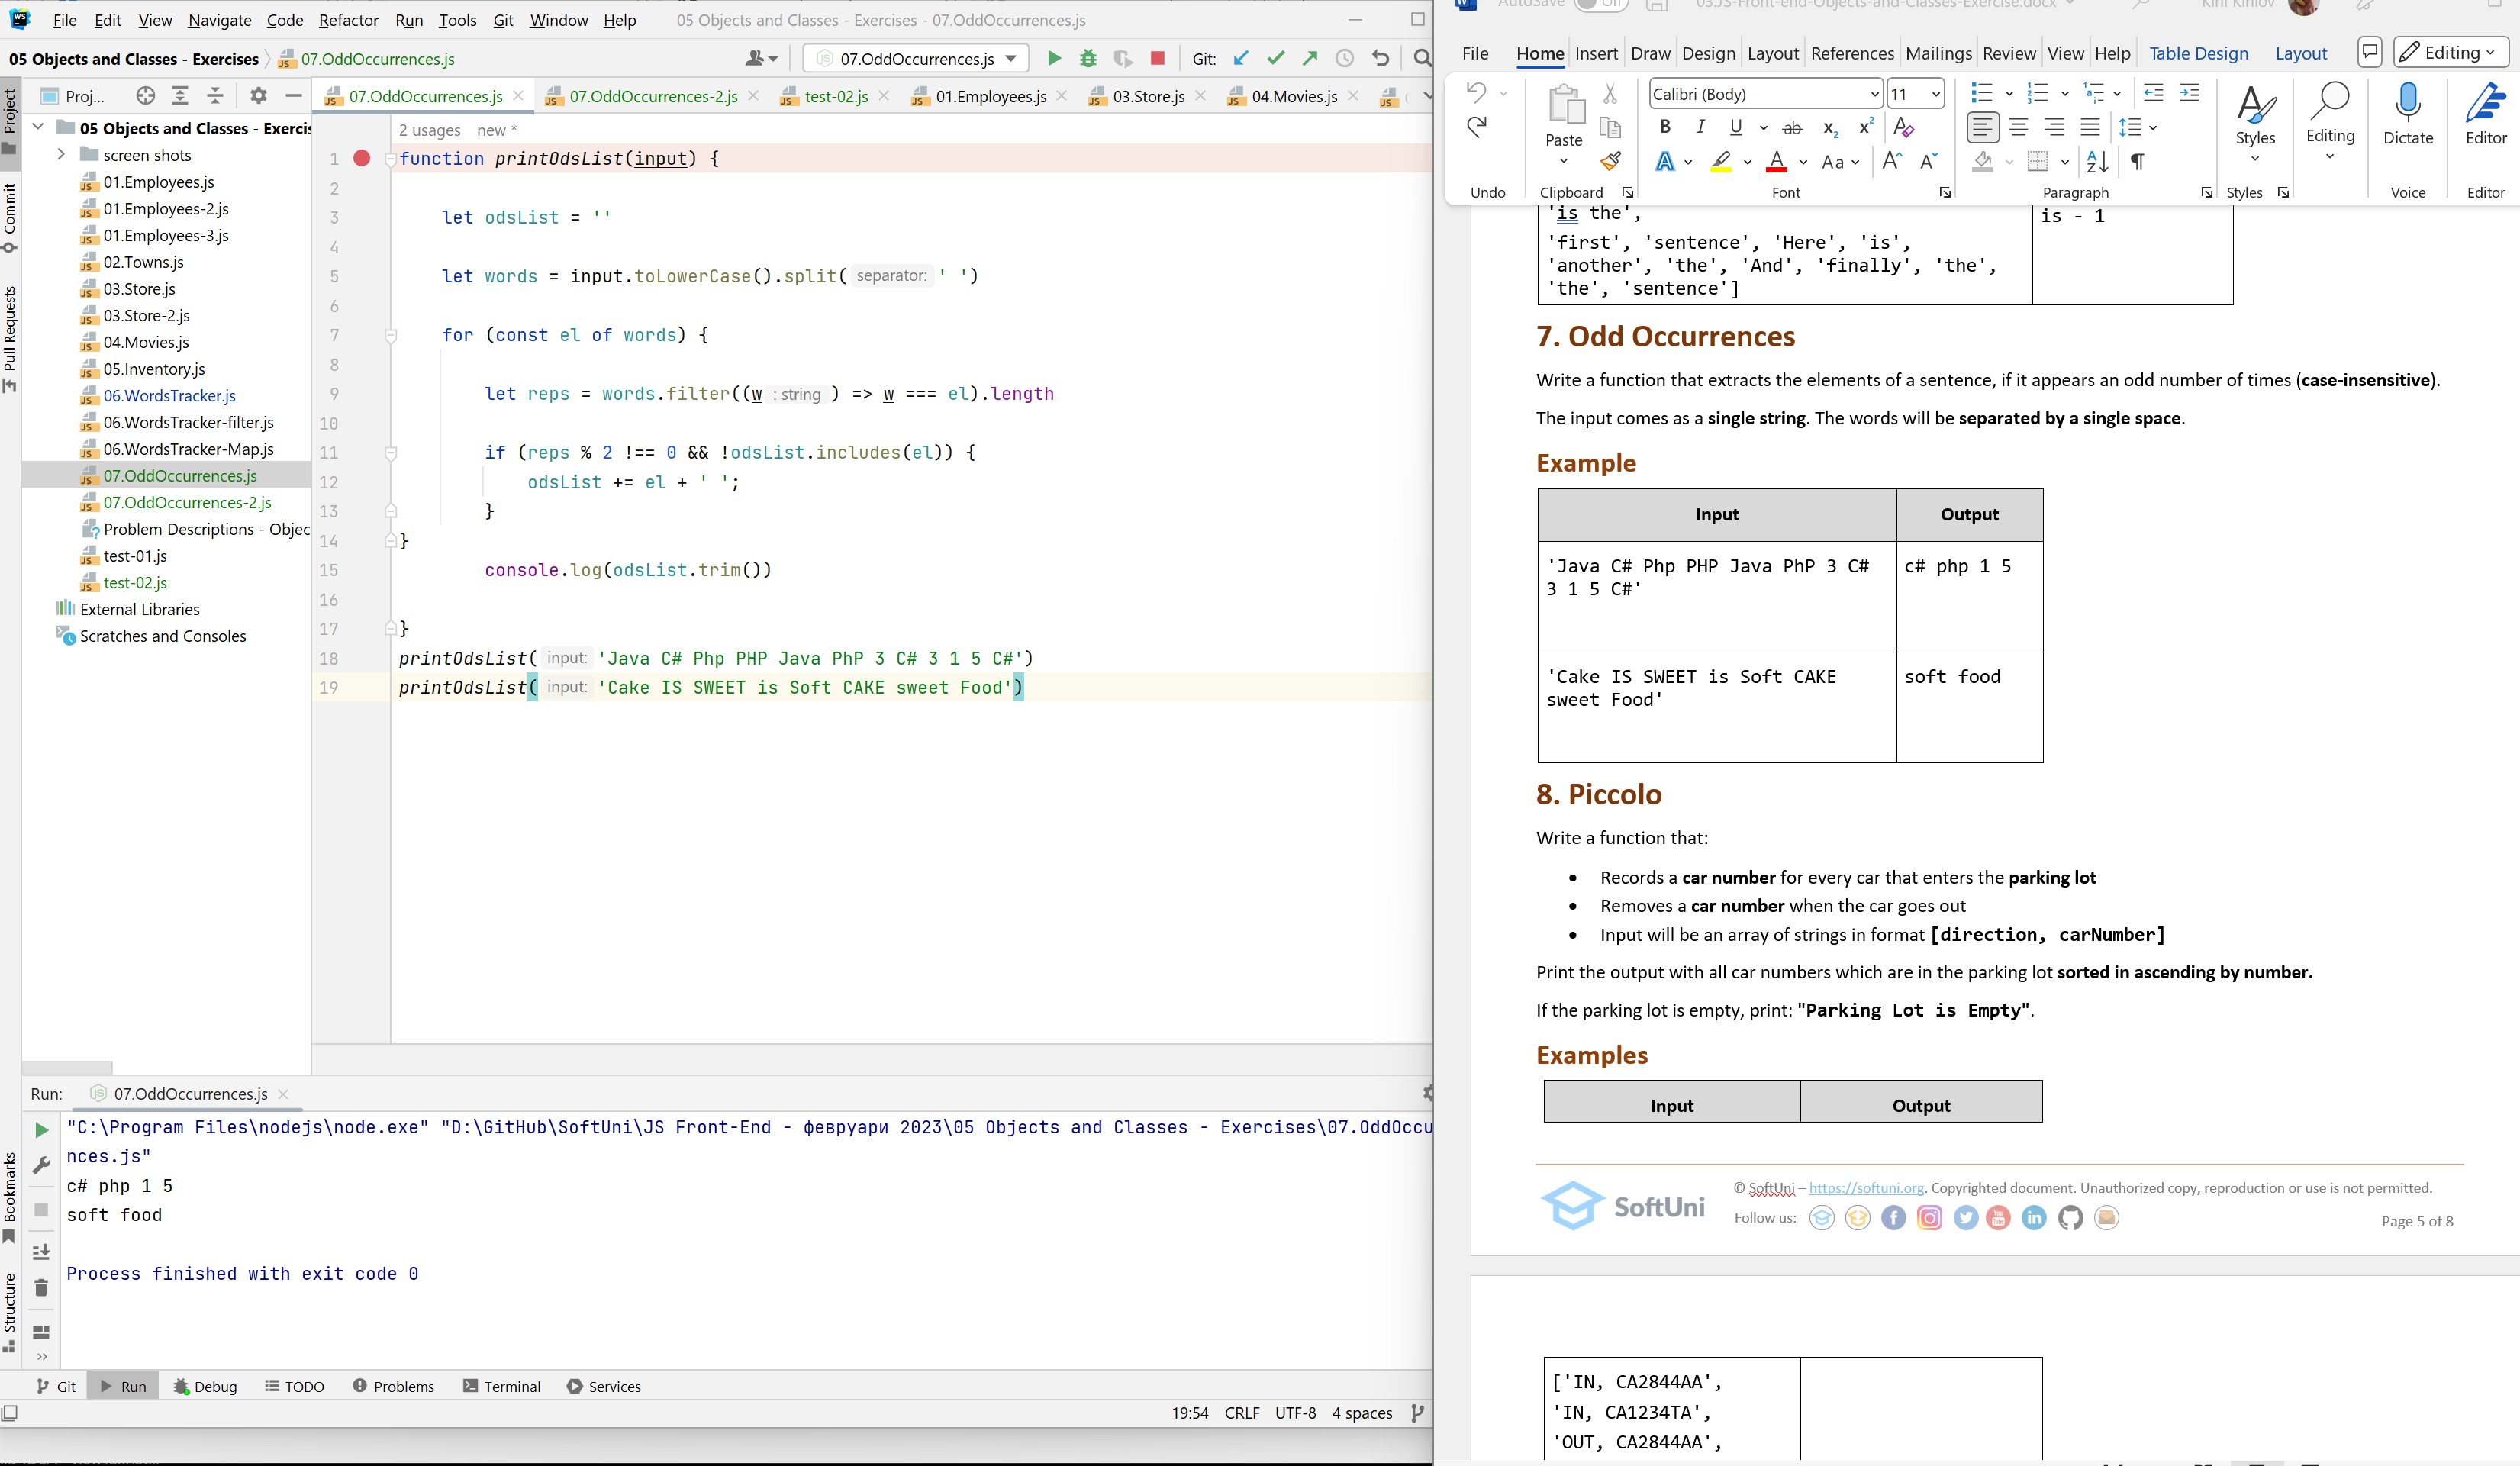 File Edit View Navigate Code Refactor Run Tools Git Window Help 05 Objects and Classes - Exercises - 07.OddOccurrences.js
05 Objects and Classes - Exercises 07.OddOccurrences.js 07.OddOccurrences.js Git:
Proj...
07.OddOccurrences.js 07.OddOccurrences-2.js test-02.js 01.Employees.js 03.Store.js 04.Movies.js
Project
Commit
Pull Requests
Bookmarks
Structure
05 Objects and Classes - Exercis
screen shots
01.Employees.js
01.Employees-2.js
01.Employees-3.js
02.Towns.js
03.Store.js
03.Store-2.js
04.Movies.js
05.Inventory.js
06.WordsTracker.js
06.WordsTracker-filter.js
06.WordsTracker-Map.js
07.OddOccurrences.js
07.OddOccurrences-2.js
Problem Descriptions - Objec
test-01.js
test-02.js
External Libraries
Scratches and Consoles
2 usages new *
1 function printOdsList(input) {
2
3 let odsList = ''
4
5 let words = input.toLowerCase().split( separator: ' ')
6
7 for (const el of words) {
8
9 let reps = words.filter((w : string ) => w === el).length
10
11 if (reps % 2 !== 0 && !odsList.includes(el)) {
12 odsList += el + ' ';
13 }
14 }
15 console.log(odsList.trim())
16
17 }
18 printOdsList( input: 'Java C# Php PHP Java PhP 3 C# 3 1 5 C#')
19 printOdsList( input: 'Cake IS SWEET is Soft CAKE sweet Food')
Run: 07.OddOccurrences.js
"C:\Program Files\nodejs\node.exe" "D:\GitHub\SoftUni\JS Front-End - февруари 2023\05 Objects and Classes - Exercises\07.OddOccu
nces.js"
c# php 1 5
soft food
Process finished with exit code 0
Git Run Debug TODO Problems Terminal Services
19:54 CRLF UTF-8 4 spaces
AutoSave Off 03.JS-Front-end-Objects-and-Classes-Exercise.docx Kiril Kirilov
File Home Insert Draw Design Layout References Mailings Review View Help Table Design Layout Editing
Calibri (Body) 11
Paste
Styles Editing Dictate Editor
Undo Clipboard Font Paragraph Styles Voice Editor
'is the',
'first', 'sentence', 'Here', 'is',
'another', 'the', 'And', 'finally', 'the',
'the', 'sentence']
is - 1
7. Odd Occurrences
Write a function that extracts the elements of a sentence, if it appears an odd number of times (case-insensitive).
The input comes as a single string. The words will be separated by a single space.
Example
Input Output
'Java C# Php PHP Java PhP 3 C#
3 1 5 C#'
c# php 1 5
'Cake IS SWEET is Soft CAKE
sweet Food'
soft food
8. Piccolo
Write a function that:
• Records a car number for every car that enters the parking lot
• Removes a car number when the car goes out
• Input will be an array of strings in format [direction, carNumber]
Print the output with all car numbers which are in the parking lot sorted in ascending by number.
If the parking lot is empty, print: "Parking Lot is Empty".
Examples
Input Output
SoftUni
© SoftUni – https://softuni.org. Copyrighted document. Unauthorized copy, reproduction or use is not permitted.
Follow us:
Page 5 of 8
['IN, CA2844AA',
'IN, CA1234TA',
'OUT, CA2844AA',